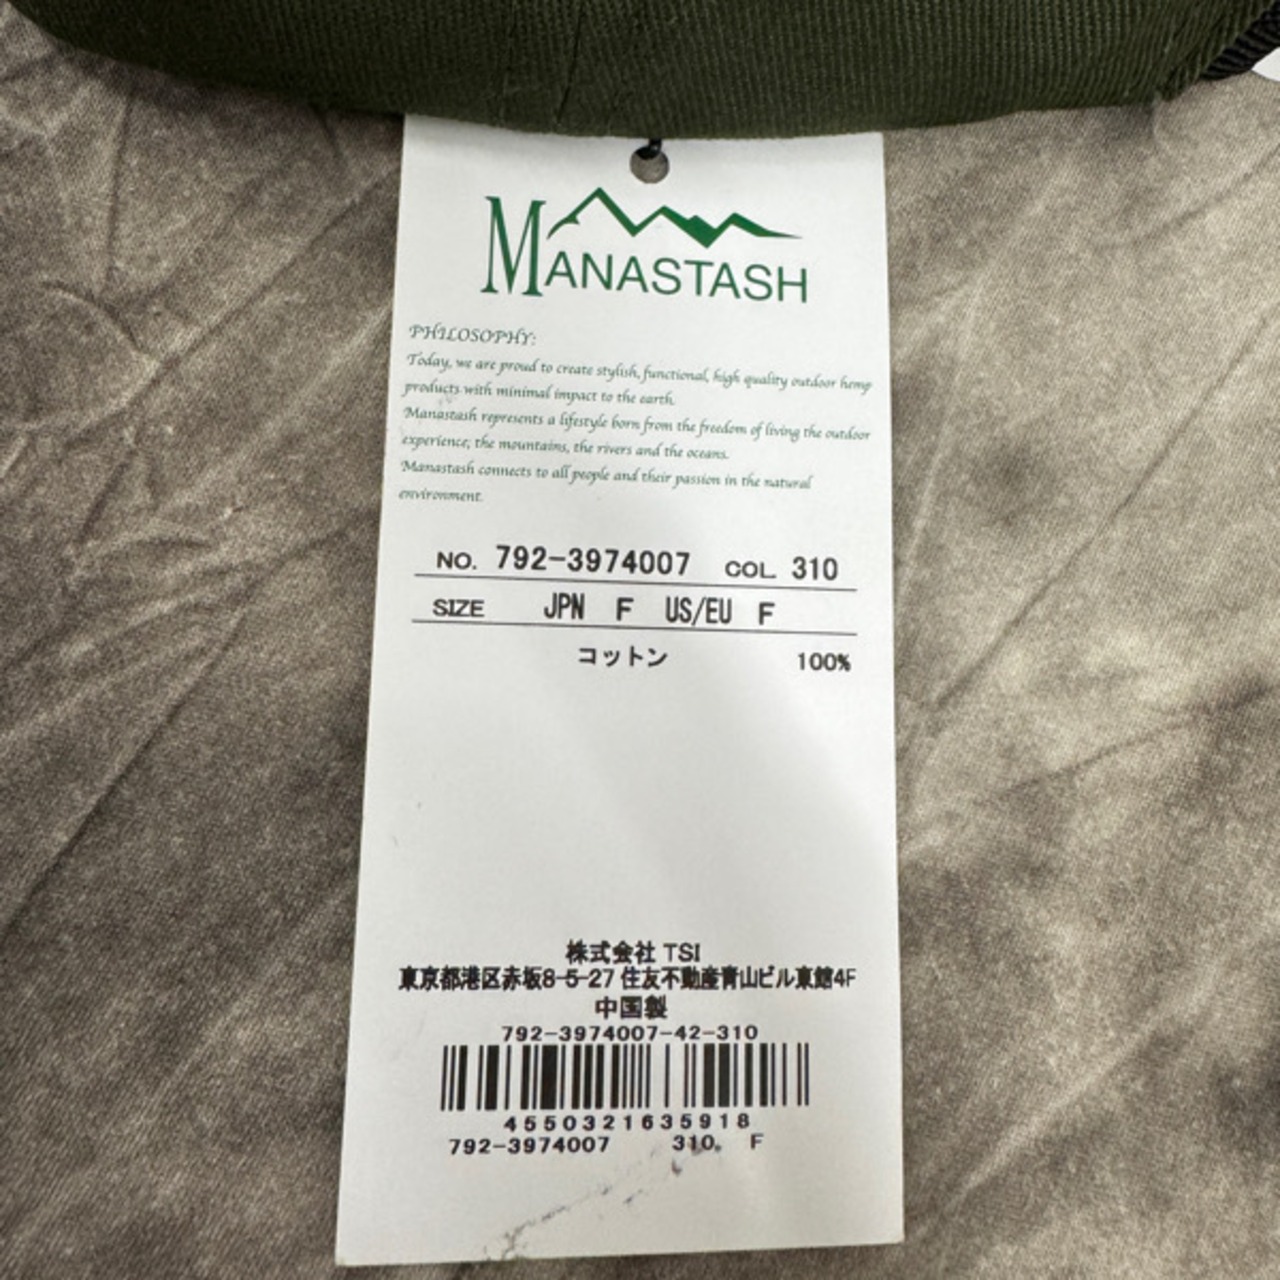 MANASTASH
PHILOSOPHY:
Today, we are proud to create stylish, functional, high quality outdoor hemp
products with minimal impact to the earth.
Manastash represents a lifestyle born from the freedom of living the outdoor
experience; the mountains, the rivers and the oceans.
Manastash connects to all people and their passion in the natural
environment.
NO. 792-3974007 COL. 310
SIZE JPN F US/EU F
コットン 100%
株式会社 TSI
東京都港区赤坂8-5-27 住友不動産青山ビル東館4F
中国製
792-3974007-42-310
4550321635918
792-3974007 310. F